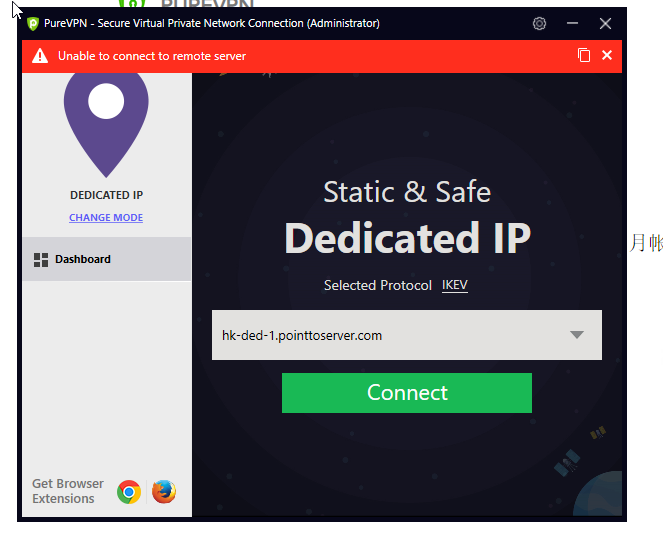 PureVPN - Secure Virtual Private Network Connection (Administrator)
Unable to connect to remote server
DEDICATED IP
CHANGE MODE
Dashboard
Static & Safe
Dedicated IP
Selected Protocol IKEV
hk-ded-1.pointtoserver.com
Connect
Get Browser
Extensions
月帐